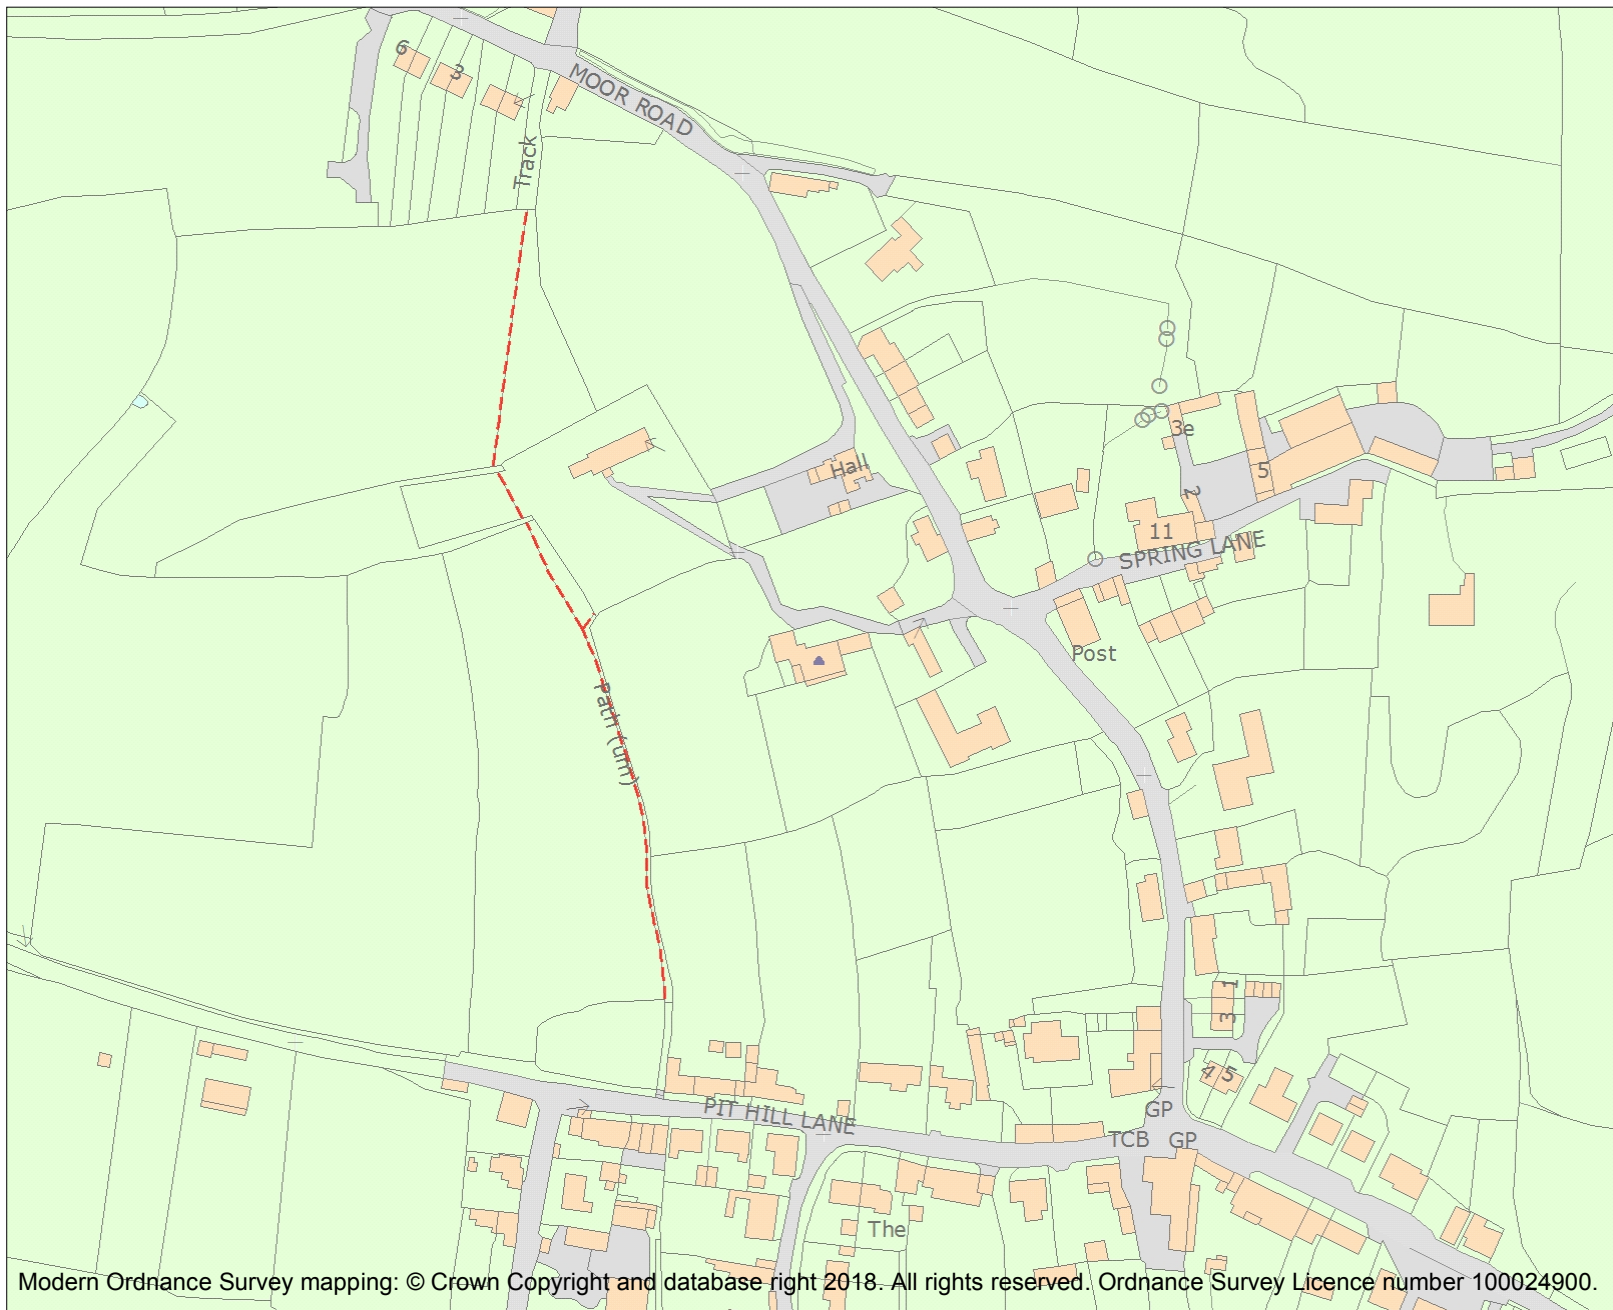 6
3
MOOR ROAD
Track
Hall
3e
5
2
11
SPRING LANE
Post
Path (um)
1
3
4 5
PIT HILL LANE
GP
TCB GP
The
Modern Ordnance Survey mapping: © Crown Copyright and database right 2018. All rights reserved. Ordnance Survey Licence number 100024900.